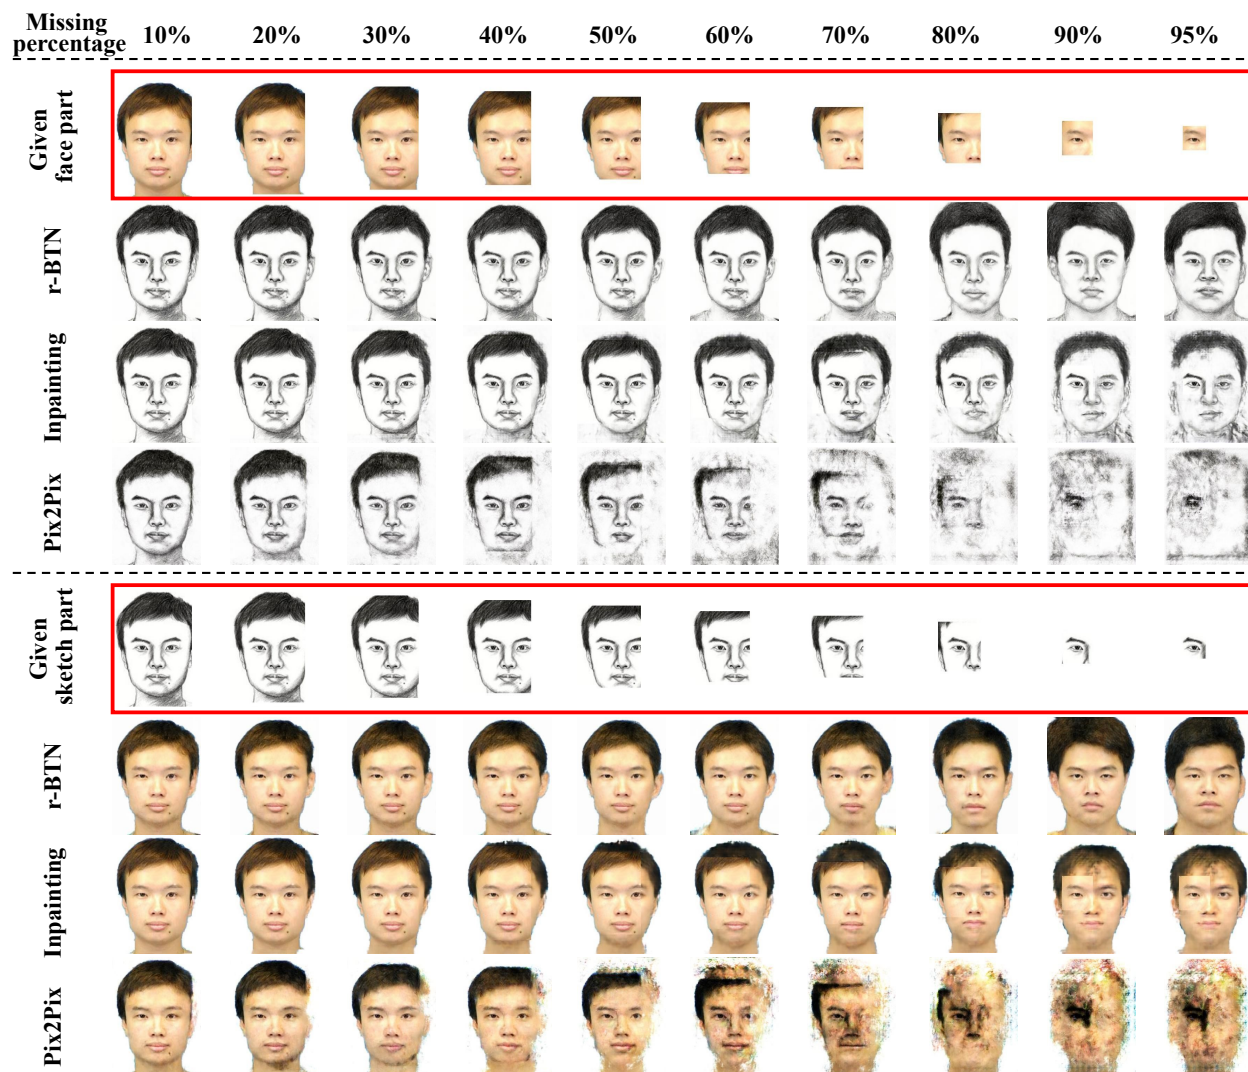 Missing
percentage 10% 20% 30% 40% 50% 60% 70% 80% 90% 95%
Given
face part
r-BTN
Inpainting
Pix2Pix
Given
sketch part
r-BTN
Inpainting
Pix2Pix